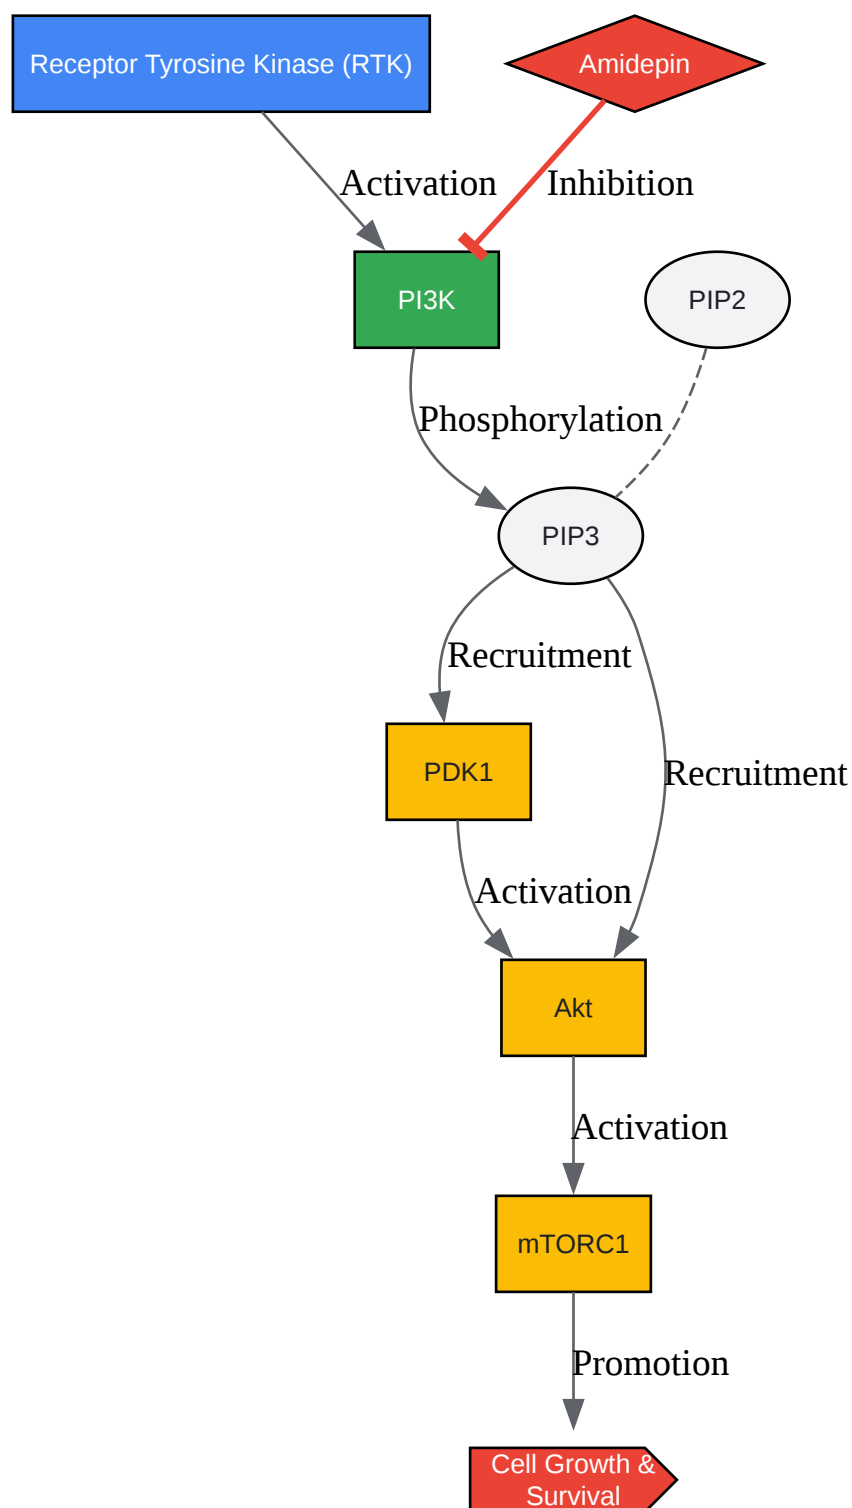 Receptor Tyrosine Kinase (RTK)
Amidepin
Activation
Inhibition
PI3K
PIP2
Phosphorylation
PIP3
Recruitment
PDK1
Recruitment
Activation
Akt
Activation
mTORC1
Promotion
Cell Growth &
Survival